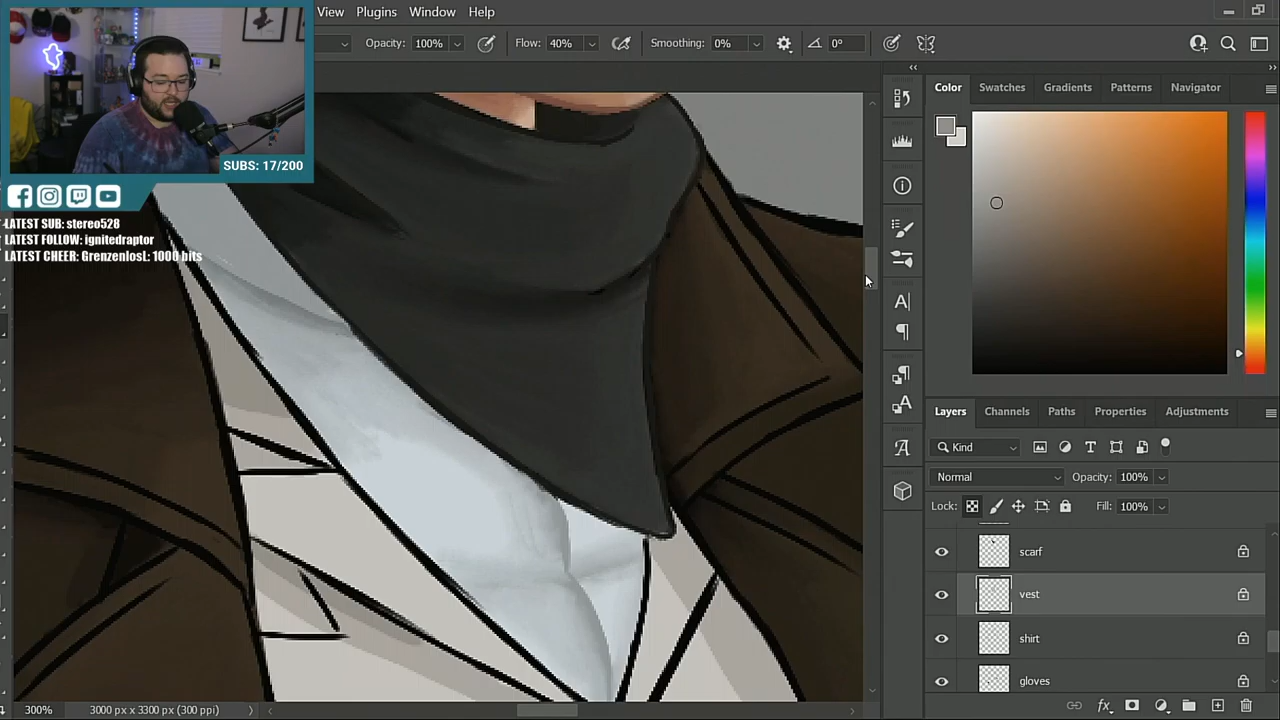 View Plugins Window Help
Opacity: 100% Flow: 40% Smoothing: 0% 0°
SUBS: 17/200
LATEST SUB: stereo528
LATEST FOLLOW: ignitedraptor
LATEST CHEER: GrenzenlosL: 1000 bits
Color Swatches Gradients Patterns Navigator
Layers Channels Paths Properties Adjustments
Kind
Normal Opacity: 100%
Lock: Fill: 100%
scarf
vest
shirt
gloves
300% 3000 px x 3300 px (300 ppi)